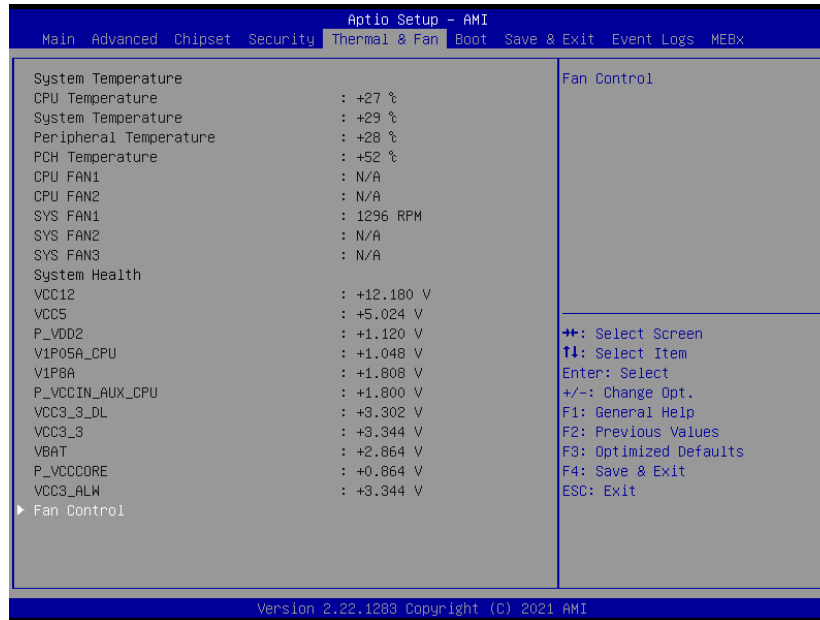 Aptio Setup – AMI
Main Advanced Chipset Security Thermal & Fan Boot Save & Exit Event Logs MEBx
System Temperature
CPU Temperature : +27 ℃
System Temperature : +29 ℃
Peripheral Temperature : +28 ℃
PCH Temperature : +52 ℃
CPU FAN1 : N/A
CPU FAN2 : N/A
SYS FAN1 : 1296 RPM
SYS FAN2 : N/A
SYS FAN3 : N/A
System Health
VCC12 : +12.180 V
VCC5 : +5.024 V
P_VDD2 : +1.120 V
V1P05A_CPU : +1.048 V
V1P8A : +1.808 V
P_VCCIN_AUX_CPU : +1.800 V
VCC3_3_DL : +3.302 V
VCC3_3 : +3.344 V
VBAT : +2.864 V
P_VCCCORE : +0.864 V
VCC3_ALW : +3.344 V
▶ Fan Control
Fan Control
→←: Select Screen
↑↓: Select Item
Enter: Select
+/-: Change Opt.
F1: General Help
F2: Previous Values
F3: Optimized Defaults
F4: Save & Exit
ESC: Exit
Version 2.22.1283 Copyright (C) 2021 AMI